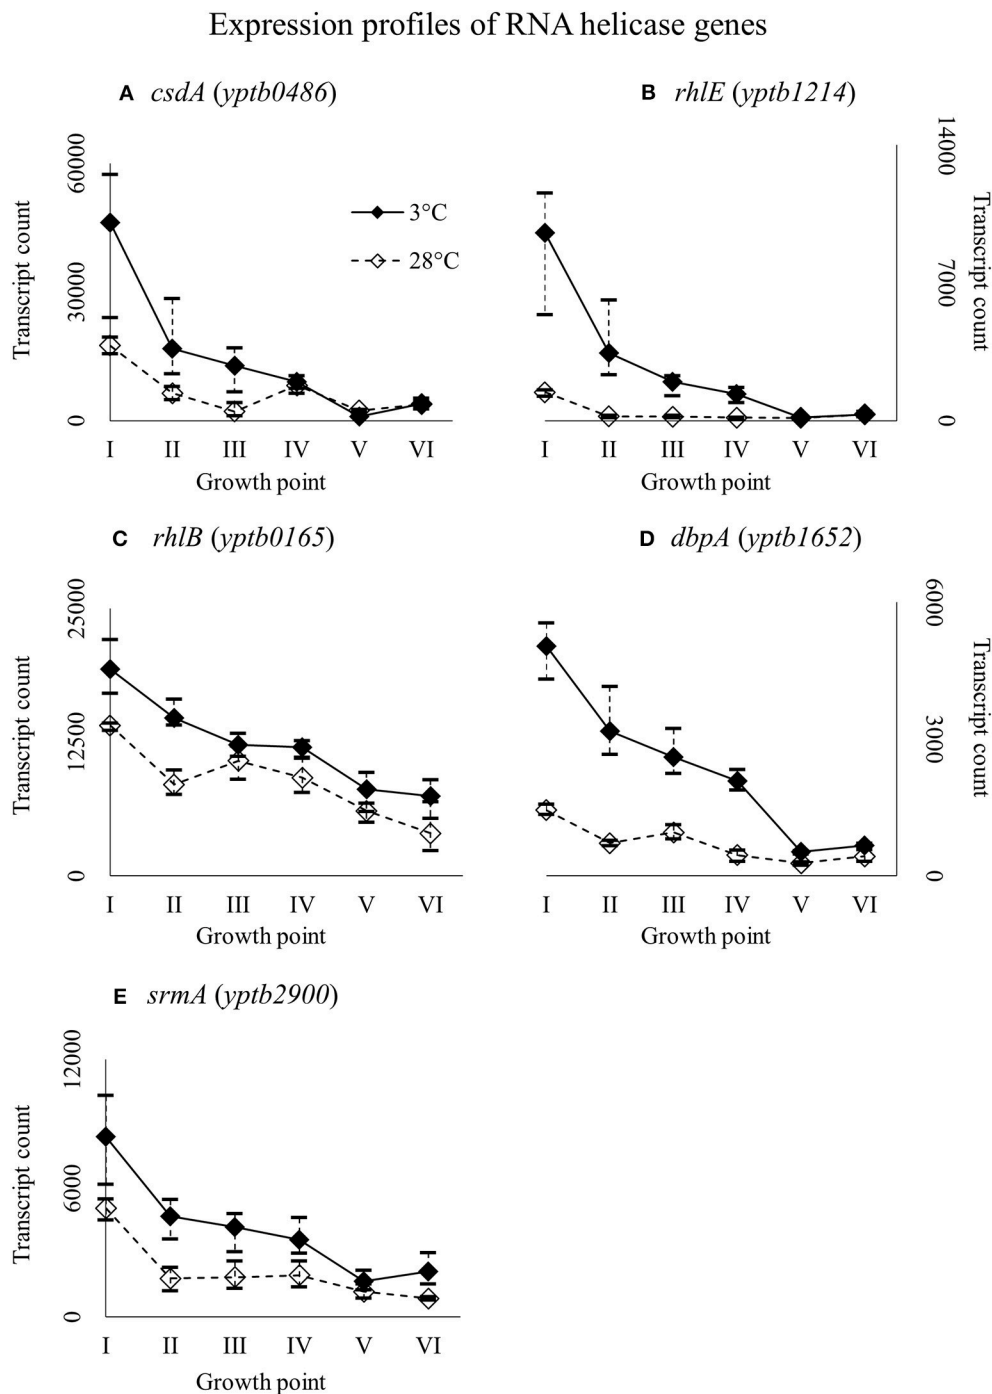 Expression profiles of RNA helicase genes
A csdA (yptb0486)
60000
30000
0
Transcript count
3°C
28°C
I II III IV V VI
Growth point
B rhlE (yptb1214)
14000
7000
0
Transcript count
I II III IV V VI
Growth point
C rhlB (yptb0165)
25000
12500
0
Transcript count
I II III IV V VI
Growth point
D dbpA (yptb1652)
6000
3000
0
Transcript count
I II III IV V VI
Growth point
E srmA (yptb2900)
12000
6000
0
Transcript count
I II III IV V VI
Growth point